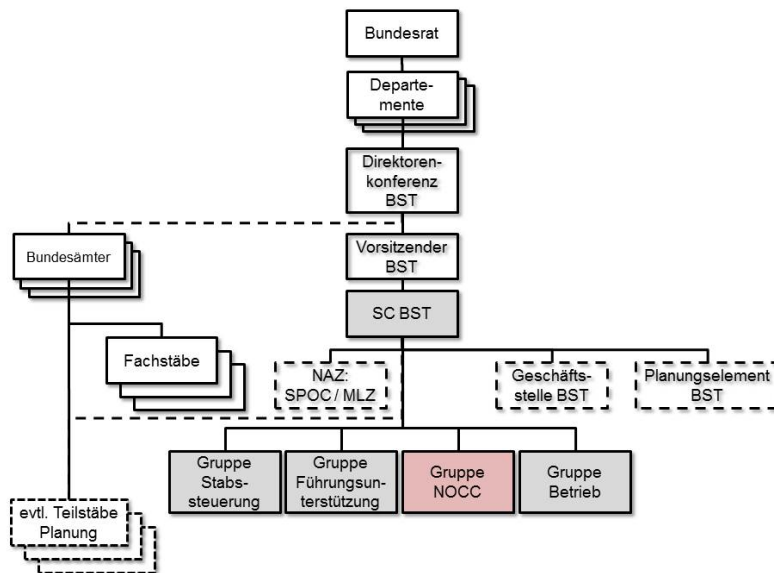 Bundesrat
Departe-
mente
Direktoren-
konferenz
BST
Vorsitzender
BST
Bundesämter
SC BST
Fachstäbe
NAZ:
SPOC / MLZ
Geschäfts-
stelle BST
Planungselement
BST
Gruppe
Stabs-
steuerung
Gruppe
Führungsun-
terstützung
Gruppe
NOCC
Gruppe
Betrieb
evtl. Teilstäbe
Planung